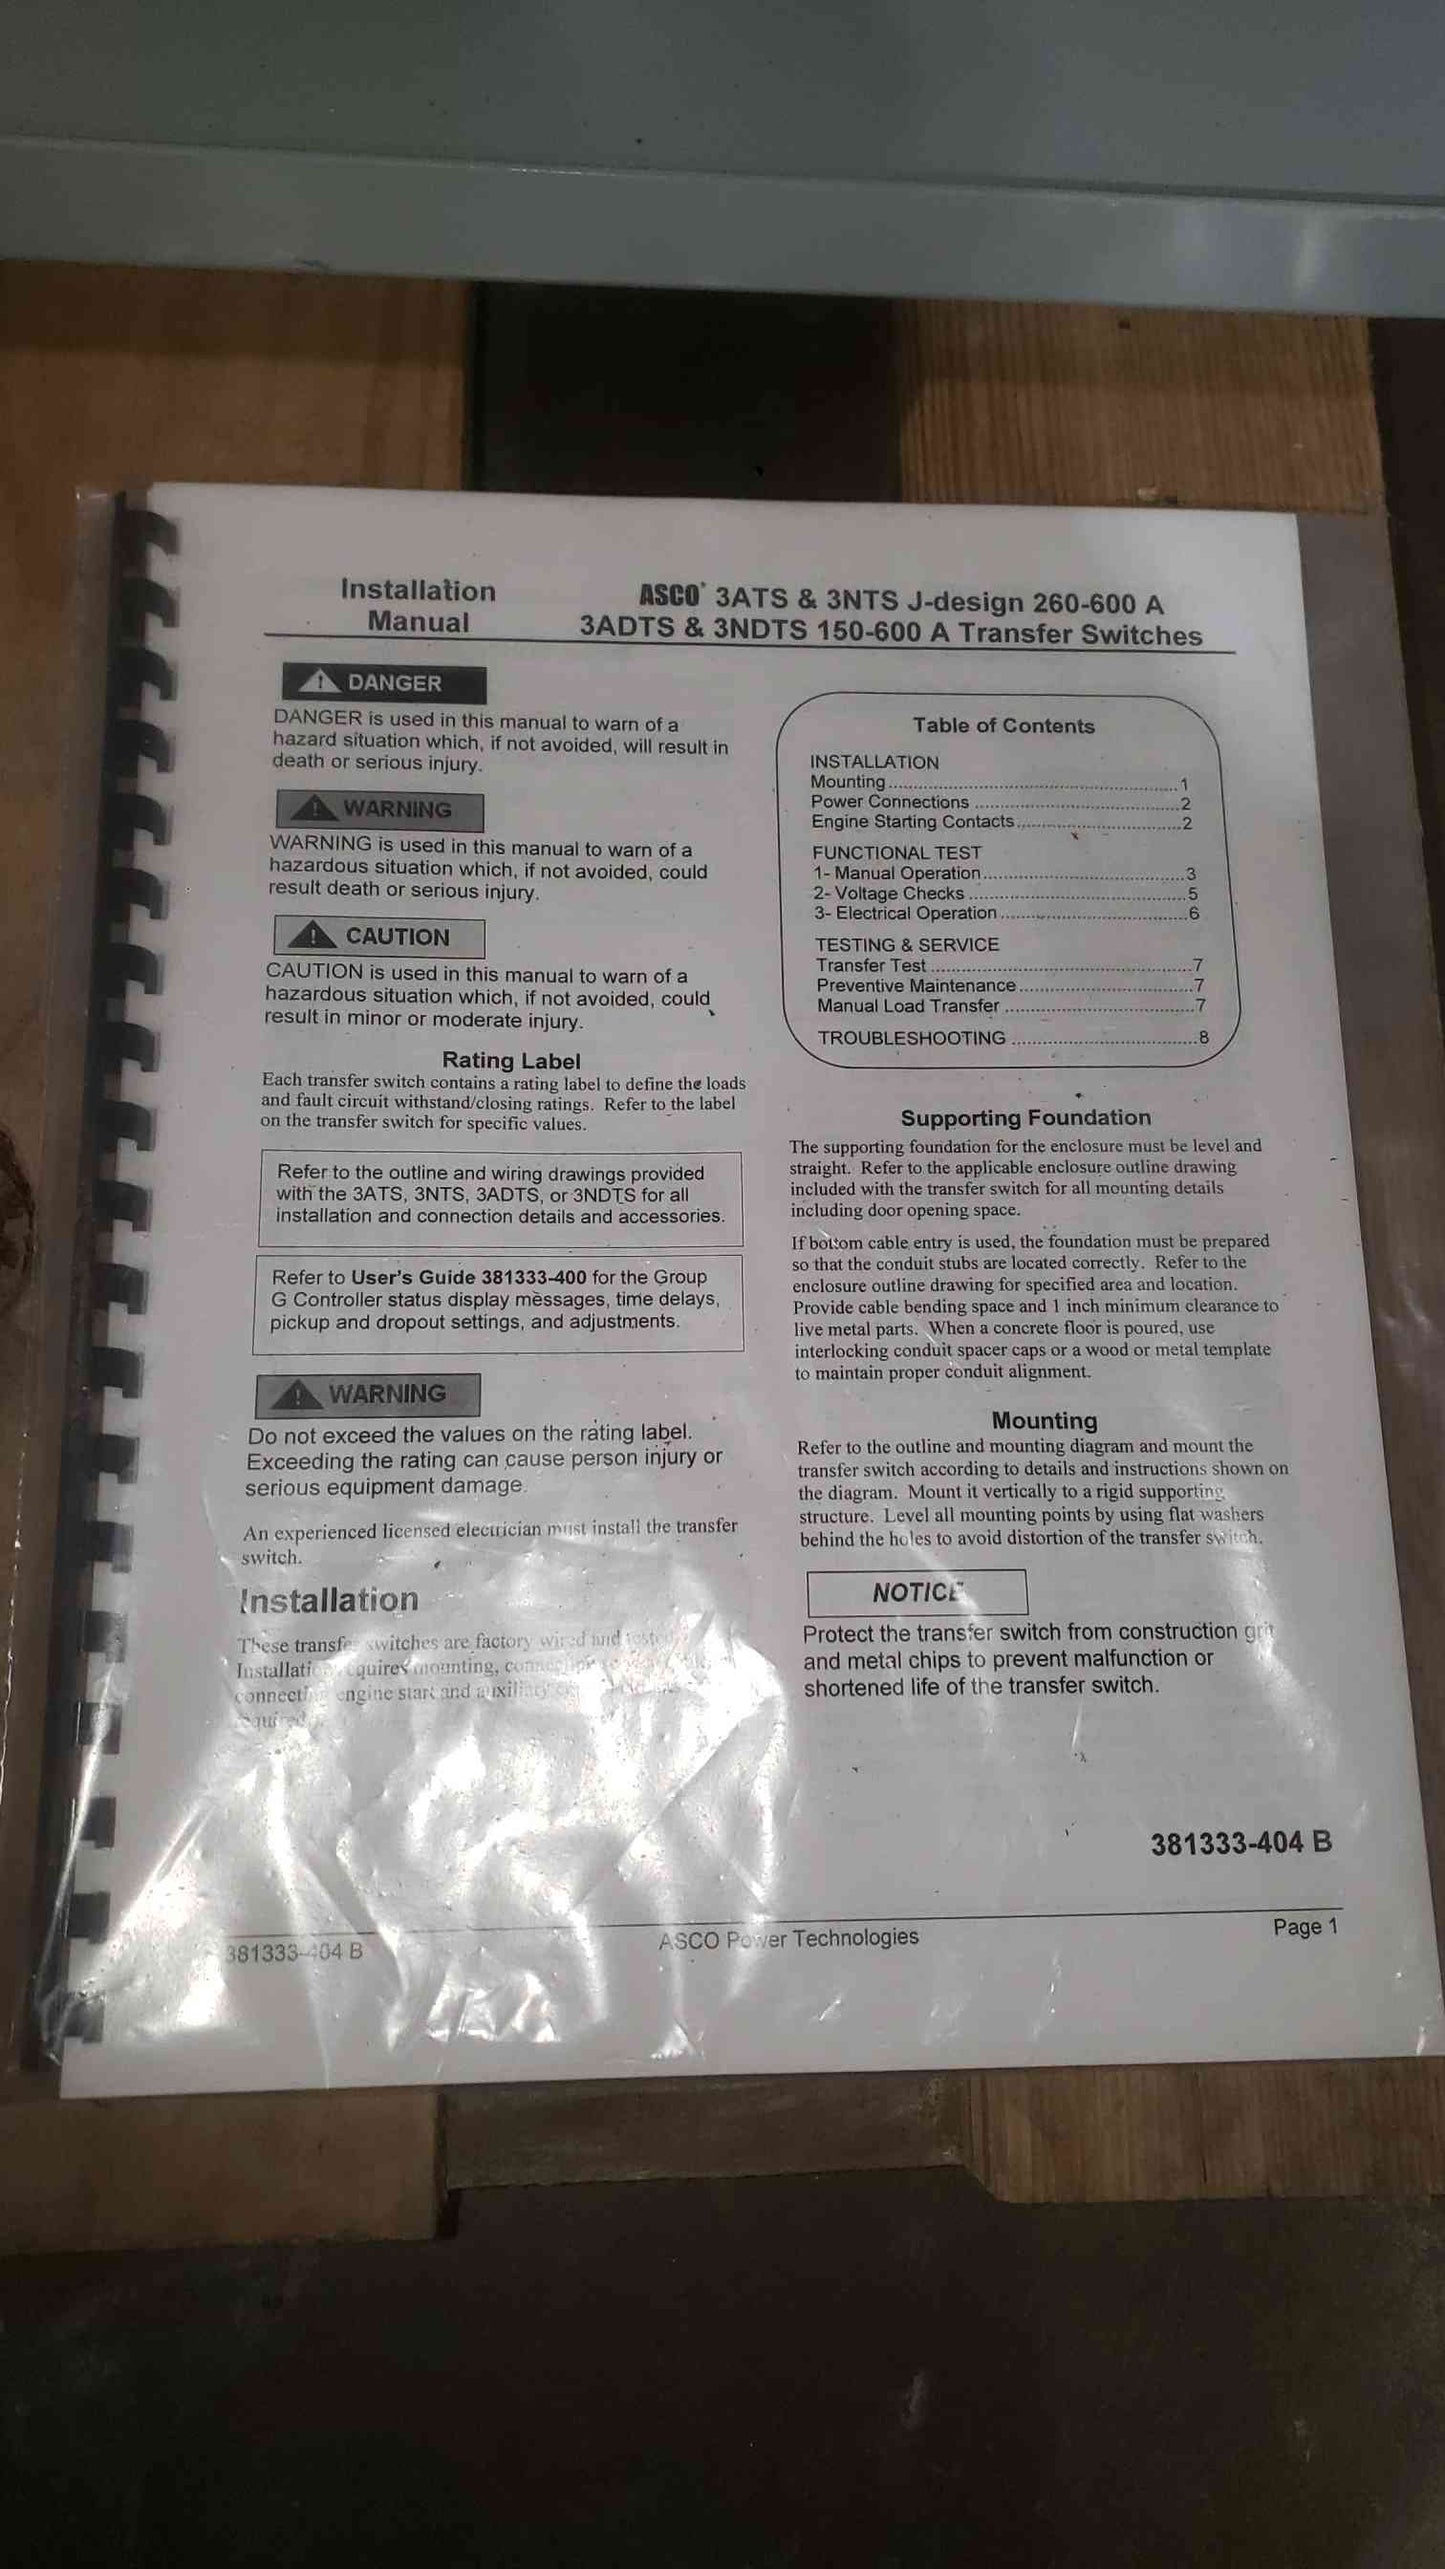 Installation
Manual
ASCO® 3ATS & 3NTS J-design 260-600 A
3ADTS & 3NDTS 150-600 A Transfer Switches
DANGER
DANGER is used in this manual to warn of a
hazard situation which, if not avoided, will result in
death or serious injury.
WARNING
WARNING is used in this manual to warn of a
hazardous situation which, if not avoided, could
result death or serious injury.
CAUTION
CAUTION is used in this manual to warn of a
hazardous situation which, if not avoided, could
result in minor or moderate injury.
Rating Label
Each transfer switch contains a rating label to define the loads
and fault circuit withstand/closing ratings. Refer to the label
on the transfer switch for specific values.
Refer to the outline and wiring drawings provided
with the 3ATS, 3NTS, 3ADTS, or 3NDTS for all
installation and connection details and accessories.
Refer to User's Guide 381333-400 for the Group
G Controller status display messages, time delays,
pickup and dropout settings, and adjustments.
WARNING
Do not exceed the values on the rating label.
Exceeding the rating can cause person injury or
serious equipment damage.
An experienced licensed electrician must install the transfer
switch.
Installation
These transfer switches are factory wired and tested.
Installation requires mounting,
connecting engine start and auxiliary
required
Table of Contents
INSTALLATION
Mounting.......................................................1
Power Connections.......................................2
Engine Starting Contacts...............................2
FUNCTIONAL TEST
1- Manual Operation......................................3
2- Voltage Checks.........................................5
3- Electrical Operation...................................6
TESTING & SERVICE
Transfer Test.................................................7
Preventive Maintenance.................................7
Manual Load Transfer....................................7
TROUBLESHOOTING...................................8
Supporting Foundation
The supporting foundation for the enclosure must be level and
straight. Refer to the applicable enclosure outline drawing
included with the transfer switch for all mounting details
including door opening space.
If bottom cable entry is used, the foundation must be prepared
so that the conduit stubs are located correctly. Refer to the
enclosure outline drawing for specified area and location.
Provide cable bending space and 1 inch minimum clearance to
live metal parts. When a concrete floor is poured, use
interlocking conduit spacer caps or a wood or metal template
to maintain proper conduit alignment.
Mounting
Refer to the outline and mounting diagram and mount the
transfer switch according to details and instructions shown on
the diagram. Mount it vertically to a rigid supporting
structure. Level all mounting points by using flat washers
behind the holes to avoid distortion of the transfer switch.
NOTICE
Protect the transfer switch from construction grit
and metal chips to prevent malfunction or
shortened life of the transfer switch.
381333-404 B
381333-404 B
ASCO Power Technologies
Page 1